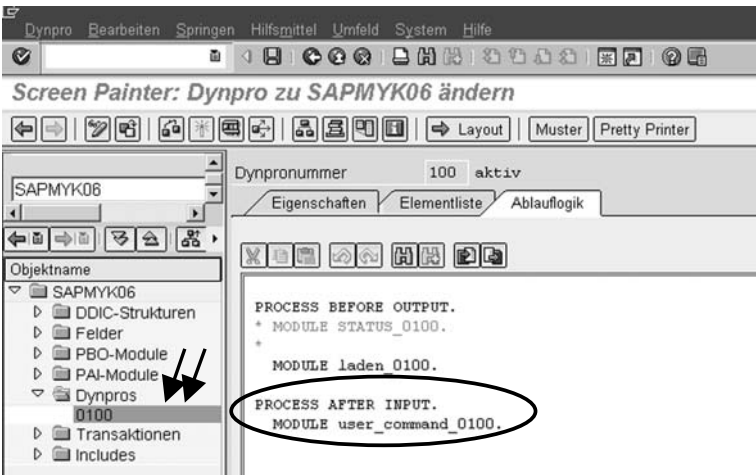 Dynpro Bearbeiten Springen Hilfsmittel Umfeld System Hilfe
Screen Painter: Dynpro zu SAPMYK06 ändern
Layout Muster Pretty Printer
SAPMYK06
Dynpronummer 100 aktiv
Eigenschaften Elementliste Ablauflogik
Objektname
SAPMYK06
DDIC-Strukturen
Felder
PBO-Module
PAI-Module
Dynpros
0100
Transaktionen
Includes
PROCESS BEFORE OUTPUT.
* MODULE STATUS_0100.
*
MODULE laden_0100.
PROCESS AFTER INPUT.
MODULE user_command_0100.